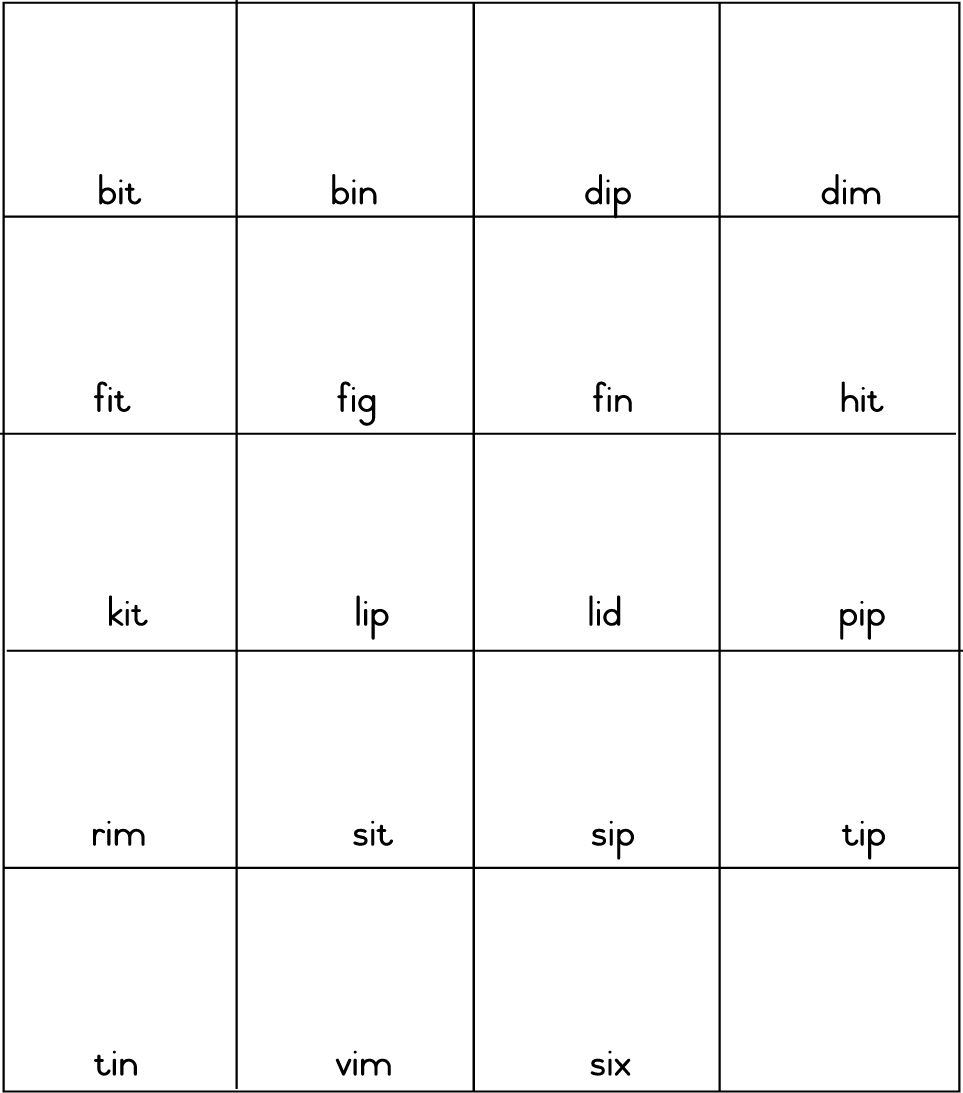 bit bin dip dim
fit fig fin hit
kit lip lid pip
rim sit sip tip
tin vim six